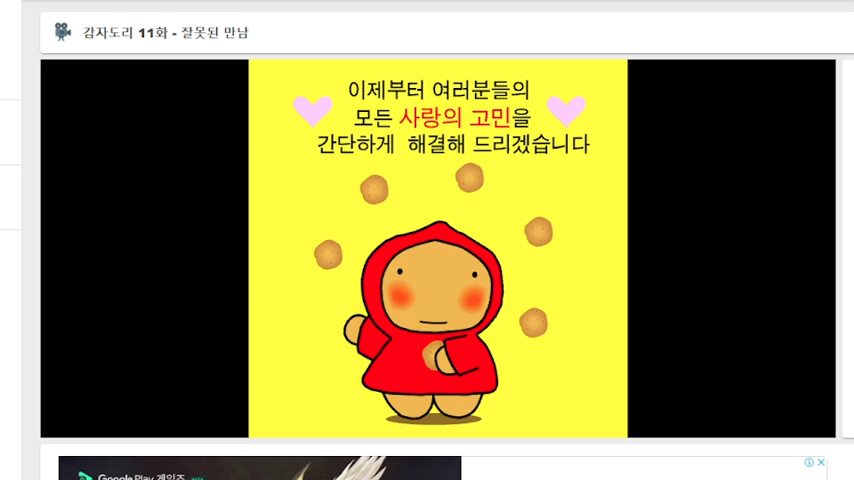 감자도리 11화 - 잘못된 만남
이제부터 여러분들의
모든 사랑의 고민을
간단하게 해결해 드리겠습니다
Google Play 게임즈